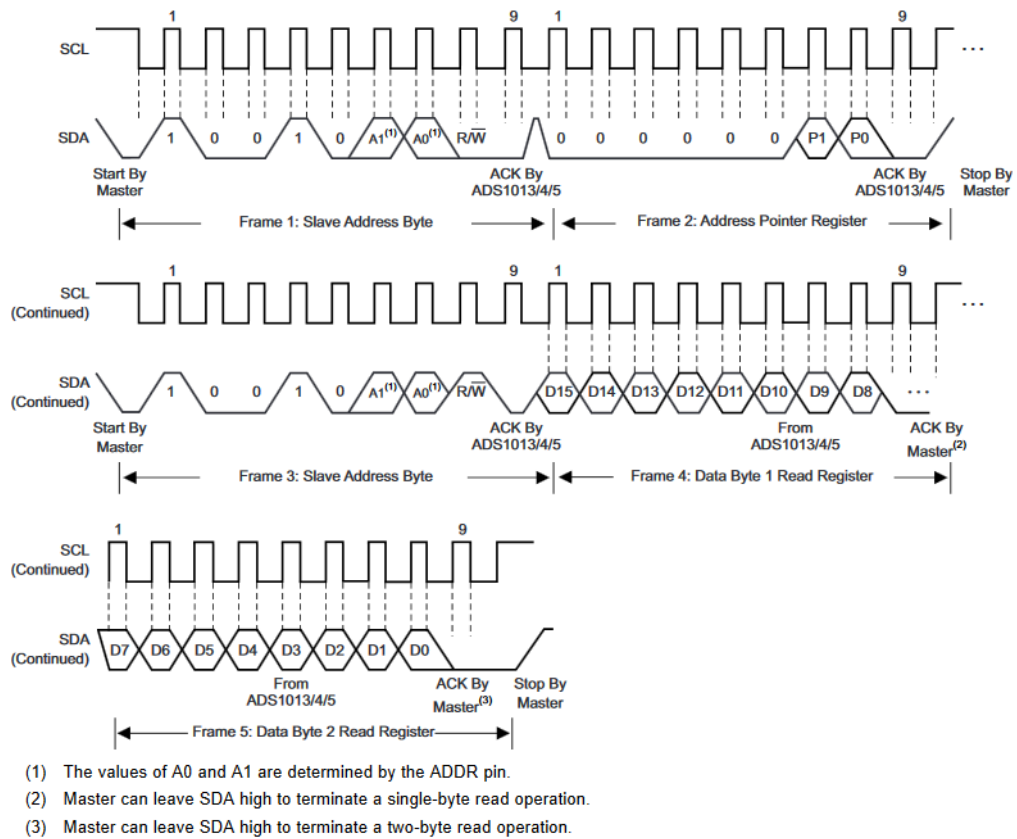 1 9 1 9
SCL ...
SDA 1 0 0 1 0 A1(1) A0(1) R/W̅ 0 0 0 0 0 0 P1 P0
Start By Master ACK By ADS1013/4/5 ACK By ADS1013/4/5 Stop By Master
Frame 1: Slave Address Byte Frame 2: Address Pointer Register
1 9 1 9
SCL (Continued) ...
SDA (Continued) 1 0 0 1 0 A1(1) A0(1) R/W̅ D15 D14 D13 D12 D11 D10 D9 D8 ...
Start By Master ACK By ADS1013/4/5 From ADS1013/4/5 ACK By Master(2)
Frame 3: Slave Address Byte Frame 4: Data Byte 1 Read Register
1 9
SCL (Continued)
SDA (Continued) D7 D6 D5 D4 D3 D2 D1 D0
From ADS1013/4/5 ACK By Master(3) Stop By Master
Frame 5: Data Byte 2 Read Register
(1) The values of A0 and A1 are determined by the ADDR pin.
(2) Master can leave SDA high to terminate a single-byte read operation.
(3) Master can leave SDA high to terminate a two-byte read operation.